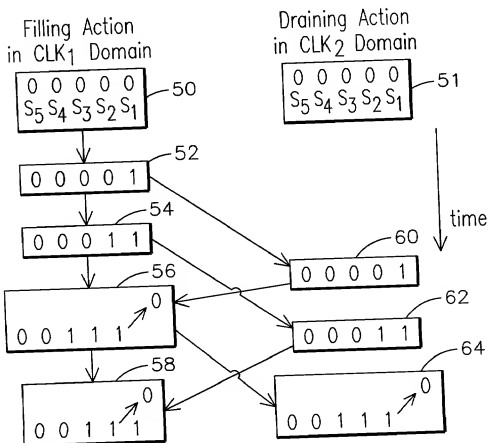 Filling Action
in CLK1 Domain
Draining Action
in CLK2 Domain
0 0 0 0 0
S5 S4 S3 S2 S1
50
0 0 0 0 0
S5 S4 S3 S2 S1
51
0 0 0 0 1
52
time
0 0 0 1 1
54
0 0 0 0 1
60
56
0
0 0 1 1 1
0 0 0 1 1
62
58
0
0 0 1 1 1
64
0
0 0 1 1 1